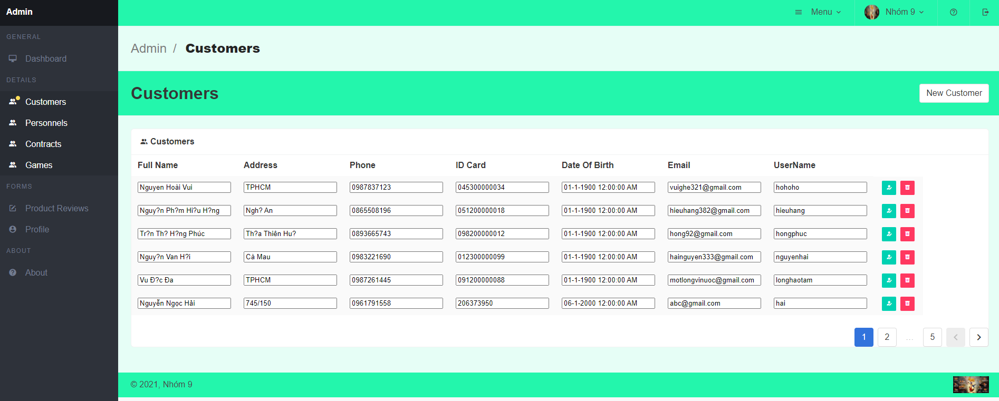 Admin
Menu
Nhóm 9
GENERAL
Admin / Customers
Dashboard
DETAILS
Customers
New Customer
Customers
Personnels
Contracts
Games
Customers
Full Name Address Phone ID Card Date Of Birth Email UserName
Nguyen Hoài Vui TPHCM 0987837123 045300000034 01-1-1900 12:00:00 AM vuighe321@gmail.com hohoho
Nguy?n Ph?m Hi?u H?ng Ngh? An 0865508196 051200000018 01-1-1900 12:00:00 AM hieuhang382@gmail.com hieuhang
Tr?n Th? H?ng Phúc Th?a Thiên Hu? 0893665743 098200000012 01-1-1900 12:00:00 AM hong92@gmail.com hongphuc
Nguy?n Van H?i Cà Mau 0983221690 012300000099 01-1-1900 12:00:00 AM hainguyen333@gmail.com nguyenhai
Vu Đ?c Đa TPHCM 0987261445 091200000088 01-1-1900 12:00:00 AM motlongvinuoc@gmail.com longhaotam
Nguyễn Ngọc Hải 745/150 0961791558 206373950 06-1-2000 12:00:00 AM abc@gmail.com hai
FORMS
Product Reviews
Profile
ABOUT
About
1 2 ... 5
© 2021, Nhóm 9